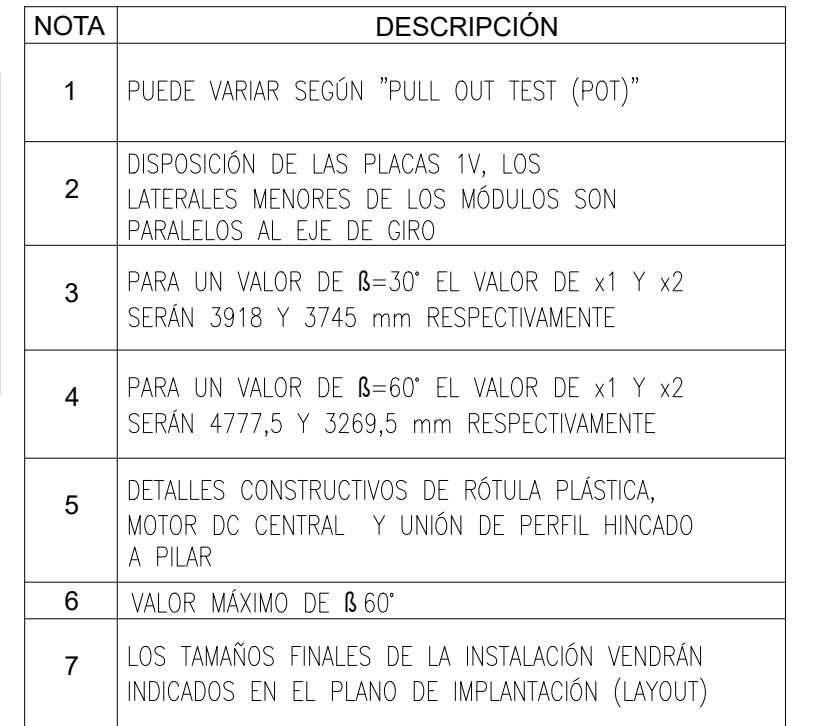 NOTA DESCRIPCIÓN
1 PUEDE VARIAR SEGÚN "PULL OUT TEST (POT)"
DISPOSICIÓN DE LAS PLACAS 1V, LOS
2 LATERALES MENORES DE LOS MÓDULOS SON
PARALELOS AL EJE DE GIRO
3 PARA UN VALOR DE ß=30° EL VALOR DE x1 Y x2
SERÁN 3918 Y 3745 mm RESPECTIVAMENTE
4 PARA UN VALOR DE ß=60° EL VALOR DE x1 Y x2
SERÁN 4777,5 Y 3269,5 mm RESPECTIVAMENTE
5 DETALLES CONSTRUCTIVOS DE RÓTULA PLÁSTICA,
MOTOR DC CENTRAL Y UNIÓN DE PERFIL HINCADO
A PILAR
6 VALOR MÁXIMO DE ß 60°
7 LOS TAMAÑOS FINALES DE LA INSTALACIÓN VENDRÁN
INDICADOS EN EL PLANO DE IMPLANTACIÓN (LAYOUT)